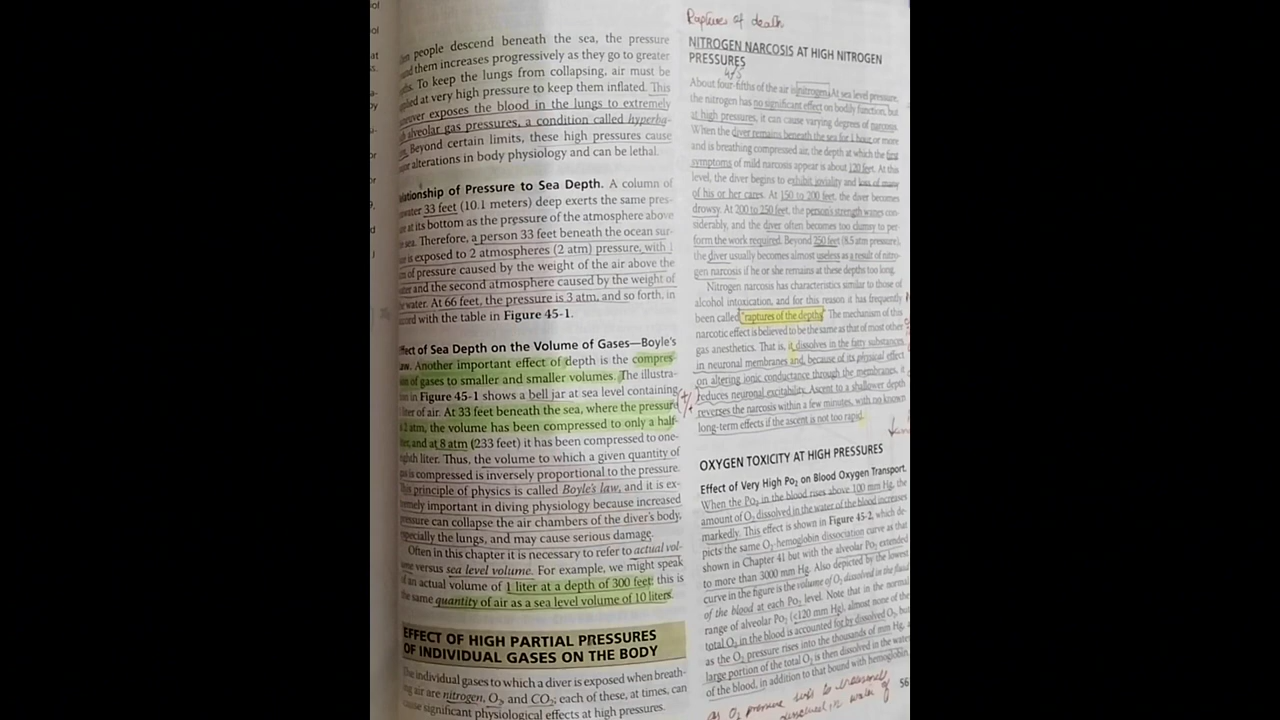 people descend beneath the sea, the pressure
them increases progressively as they go to greater
To keep the lungs from collapsing, air must be
at very high pressure to keep them inflated. This
exposes the blood in the lungs to extremely
alveolar gas pressures, a condition called hyperba-
Beyond certain limits, these high pressures cause
alterations in body physiology and can be lethal.
Relationship of Pressure to Sea Depth. A column of
water 33 feet (10.1 meters) deep exerts the same pres-
at its bottom as the pressure of the atmosphere above
sea. Therefore, a person 33 feet beneath the ocean sur-
is exposed to 2 atmospheres (2 atm) pressure, with 1
of pressure caused by the weight of the air above the
and the second atmosphere caused by the weight of
water. At 66 feet, the pressure is 3 atm, and so forth, in
accord with the table in Figure 45-1.
Effect of Sea Depth on the Volume of Gases—Boyle's
Another important effect of depth is the compres-
of gases to smaller and smaller volumes. The illustra-
in Figure 45-1 shows a bell jar at sea level containing
liter of air. At 33 feet beneath the sea, where the pressure
2 atm, the volume has been compressed to only a half-
and at 8 atm (233 feet) it has been compressed to one-
eighth liter. Thus, the volume to which a given quantity of
is compressed is inversely proportional to the pressure.
This principle of physics is called Boyle's law, and it is ex-
tremely important in diving physiology because increased
pressure can collapse the air chambers of the diver's body,
especially the lungs, and may cause serious damage.
Often in this chapter it is necessary to refer to actual vol-
versus sea level volume. For example, we might speak
of an actual volume of 1 liter at a depth of 300 feet; this is
the same quantity of air as a sea level volume of 10 liters.
EFFECT OF HIGH PARTIAL PRESSURES
OF INDIVIDUAL GASES ON THE BODY
The individual gases to which a diver is exposed when breath-
ing air are nitrogen, O₂, and CO₂; each of these, at times, can
cause significant physiological effects at high pressures.
Raptures of death
NITROGEN NARCOSIS AT HIGH NITROGEN
PRESSURES
4/5
About four-fifths of the air is nitrogen. At sea level pressure,
the nitrogen has no significant effect on bodily function, but
at high pressures, it can cause varying degrees of narcosis.
When the diver remains beneath the sea for 1 hour or more
and is breathing compressed air, the depth at which the first
symptoms of mild narcosis appear is about 120 feet. At this
level, the diver begins to exhibit joviality and loss of many
of his or her cares. At 150 to 200 feet, the diver becomes
drowsy. At 200 to 250 feet, the person's strength wanes con-
siderably, and the diver often becomes too clumsy to per-
form the work required. Beyond 250 feet (8.5 atm pressure),
the diver usually becomes almost useless as a result of nitro-
gen narcosis if he or she remains at these depths too long.
Nitrogen narcosis has characteristics similar to those of
alcohol intoxication, and for this reason it has frequently
been called "raptures of the depths." The mechanism of this
narcotic effect is believed to be the same as that of most other
gas anesthetics. That is, it dissolves in the fatty substances
in neuronal membranes and, because of its physical effect
on altering ionic conductance through the membranes, it
reduces neuronal excitability. Ascent to a shallower depth
reverses the narcosis within a few minutes, with no known
long-term effects if the ascent is not too rapid.
OXYGEN TOXICITY AT HIGH PRESSURES
Effect of Very High Po₂ on Blood Oxygen Transport.
When the Po₂ in the blood rises above 100 mm Hg, the
amount of O₂ dissolved in the water of the blood increases
markedly. This effect is shown in Figure 45-2, which de-
picts the same O₂-hemoglobin dissociation curve as that
shown in Chapter 41 but with the alveolar Po₂ extended
to more than 3000 mm Hg. Also depicted by the lowest
curve in the figure is the volume of O₂ dissolved in the fluid
of the blood at each Po₂ level. Note that in the normal
range of alveolar Po₂ (<120 mm Hg), almost none of the
total O₂ in the blood is accounted for by dissolved O₂, but
as the O₂ pressure rises into the thousands of mm Hg, a
large portion of the total O₂ is then dissolved in the water
of the blood, in addition to that bound with hemoglobin.
56
as O₂ pressure
dissolved in water of